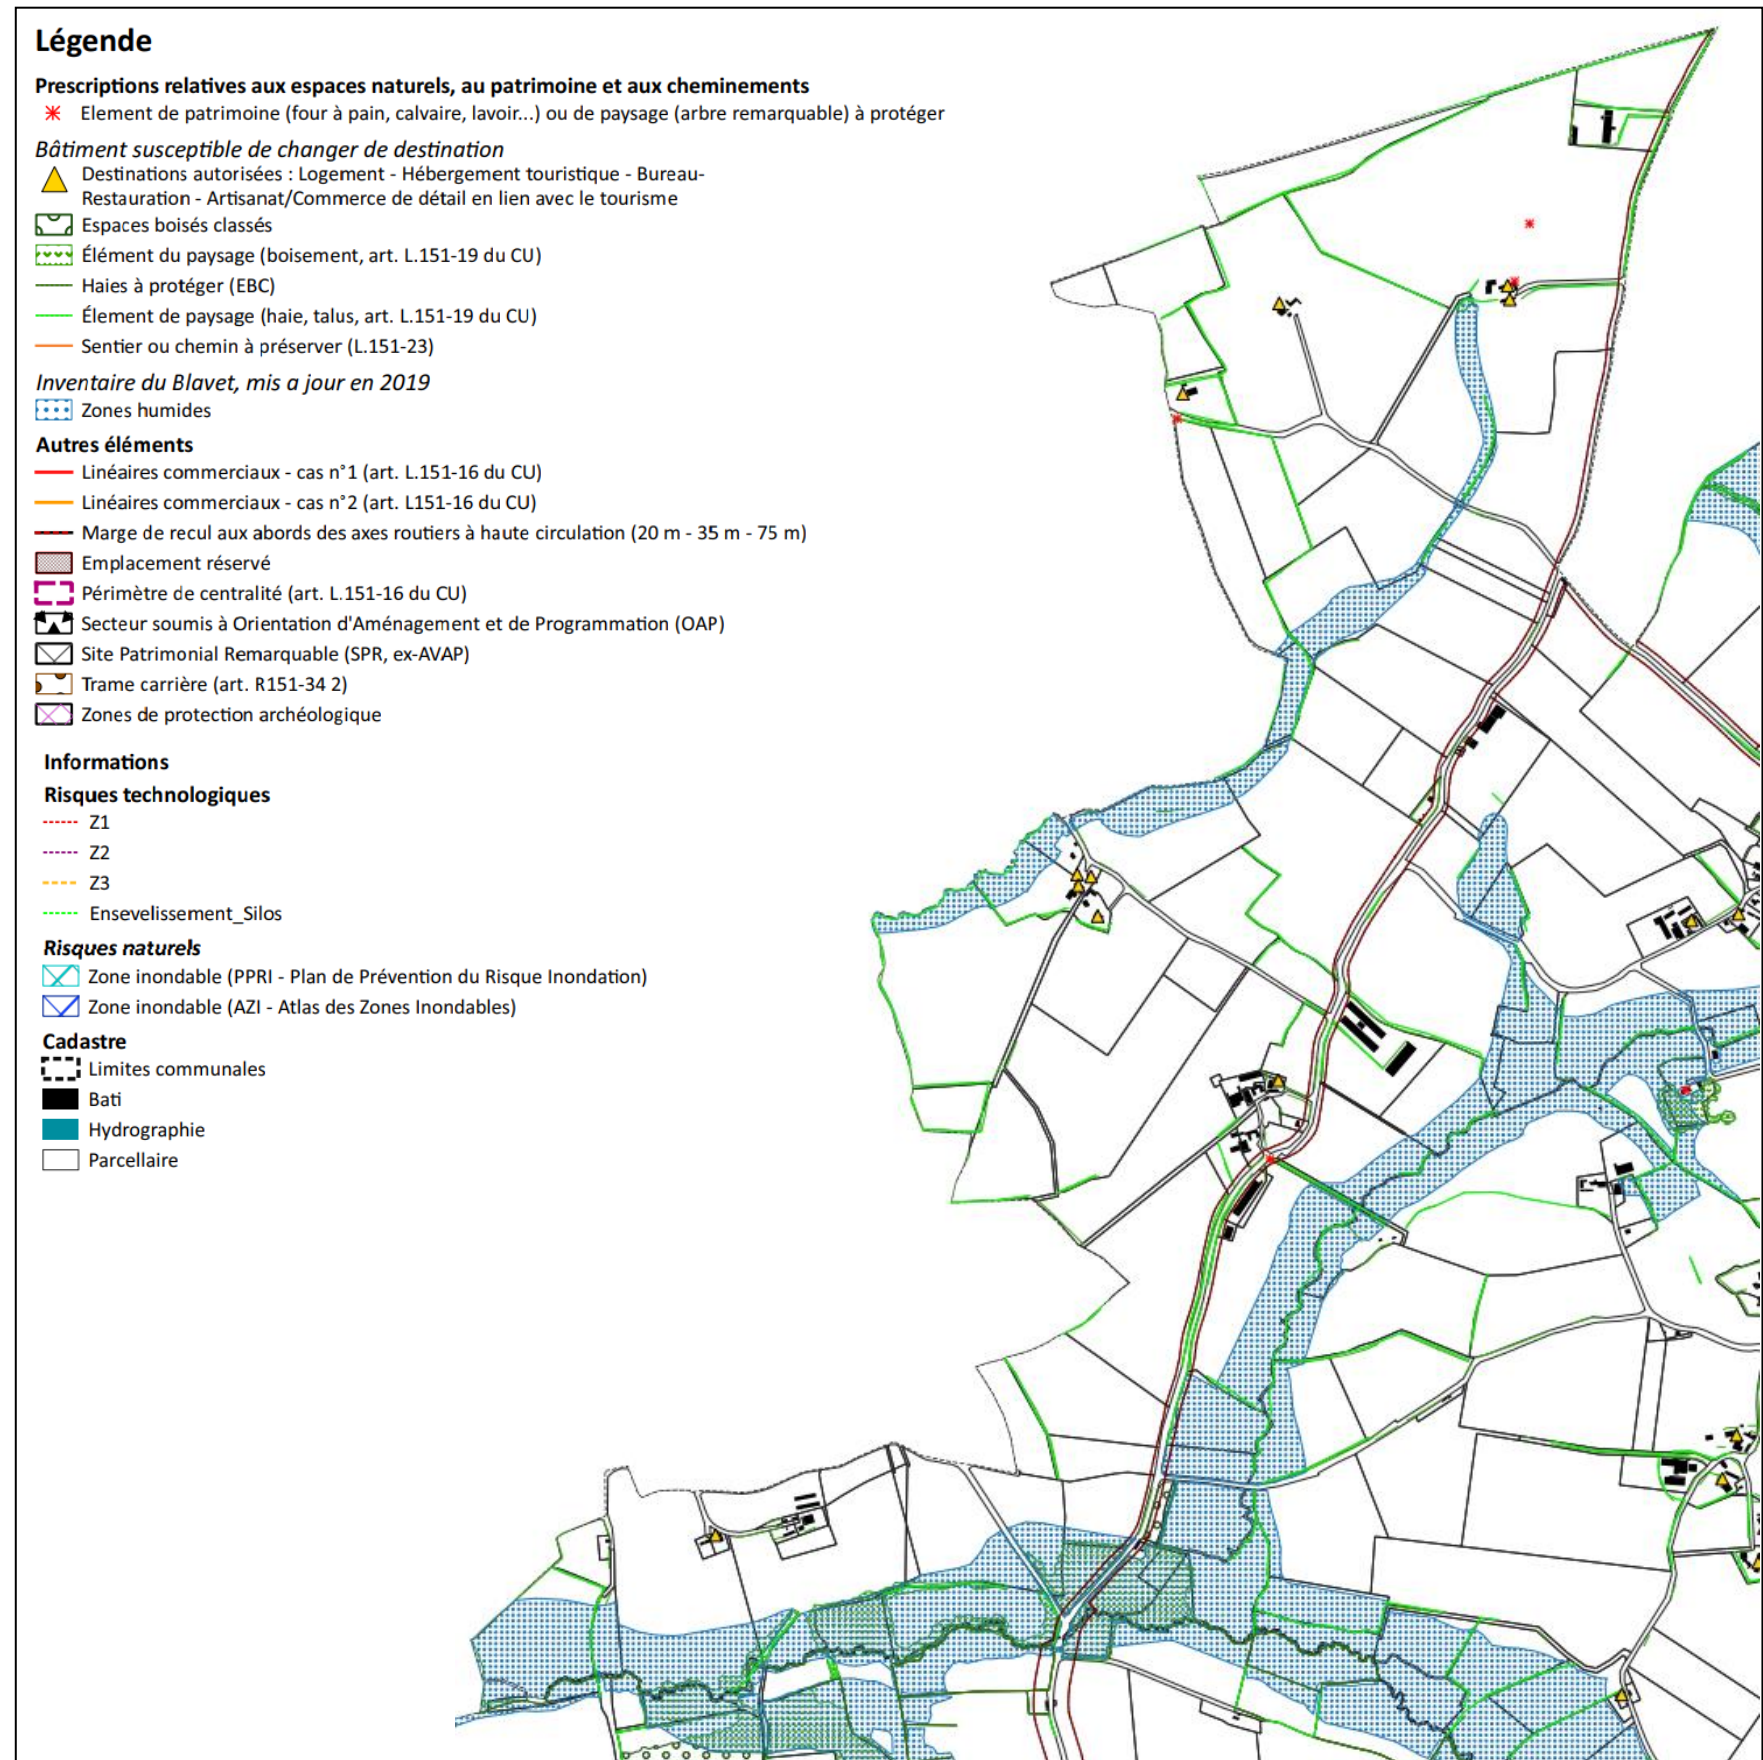 Légende
Prescriptions relatives aux espaces naturels, au patrimoine et aux cheminements
Element de patrimoine (four à pain, calvaire, lavoir...) ou de paysage (arbre remarquable) à protéger
Bâtiment susceptible de changer de destination
Destinations autorisées : Logement - Hébergement touristique - Bureau-
Restauration - Artisanat/Commerce de détail en lien avec le tourisme
Espaces boisés classés
Élément du paysage (boisement, art. L.151-19 du CU)
Haies à protéger (EBC)
Élement de paysage (haie, talus, art. L.151-19 du CU)
Sentier ou chemin à préserver (L.151-23)
Inventaire du Blavet, mis a jour en 2019
Zones humides
Autres éléments
Linéaires commerciaux - cas n°1 (art. L.151-16 du CU)
Linéaires commerciaux - cas n°2 (art. L151-16 du CU)
Marge de recul aux abords des axes routiers à haute circulation (20 m - 35 m - 75 m)
Emplacement réservé
Périmètre de centralité (art. L.151-16 du CU)
Secteur soumis à Orientation d'Aménagement et de Programmation (OAP)
Site Patrimonial Remarquable (SPR, ex-AVAP)
Trame carrière (art. R151-34 2)
Zones de protection archéologique
Informations
Risques technologiques
Z1
Z2
Z3
Ensevelissement_Silos
Risques naturels
Zone inondable (PPRI - Plan de Prévention du Risque Inondation)
Zone inondable (AZI - Atlas des Zones Inondables)
Cadastre
Limites communales
Bati
Hydrographie
Parcellaire